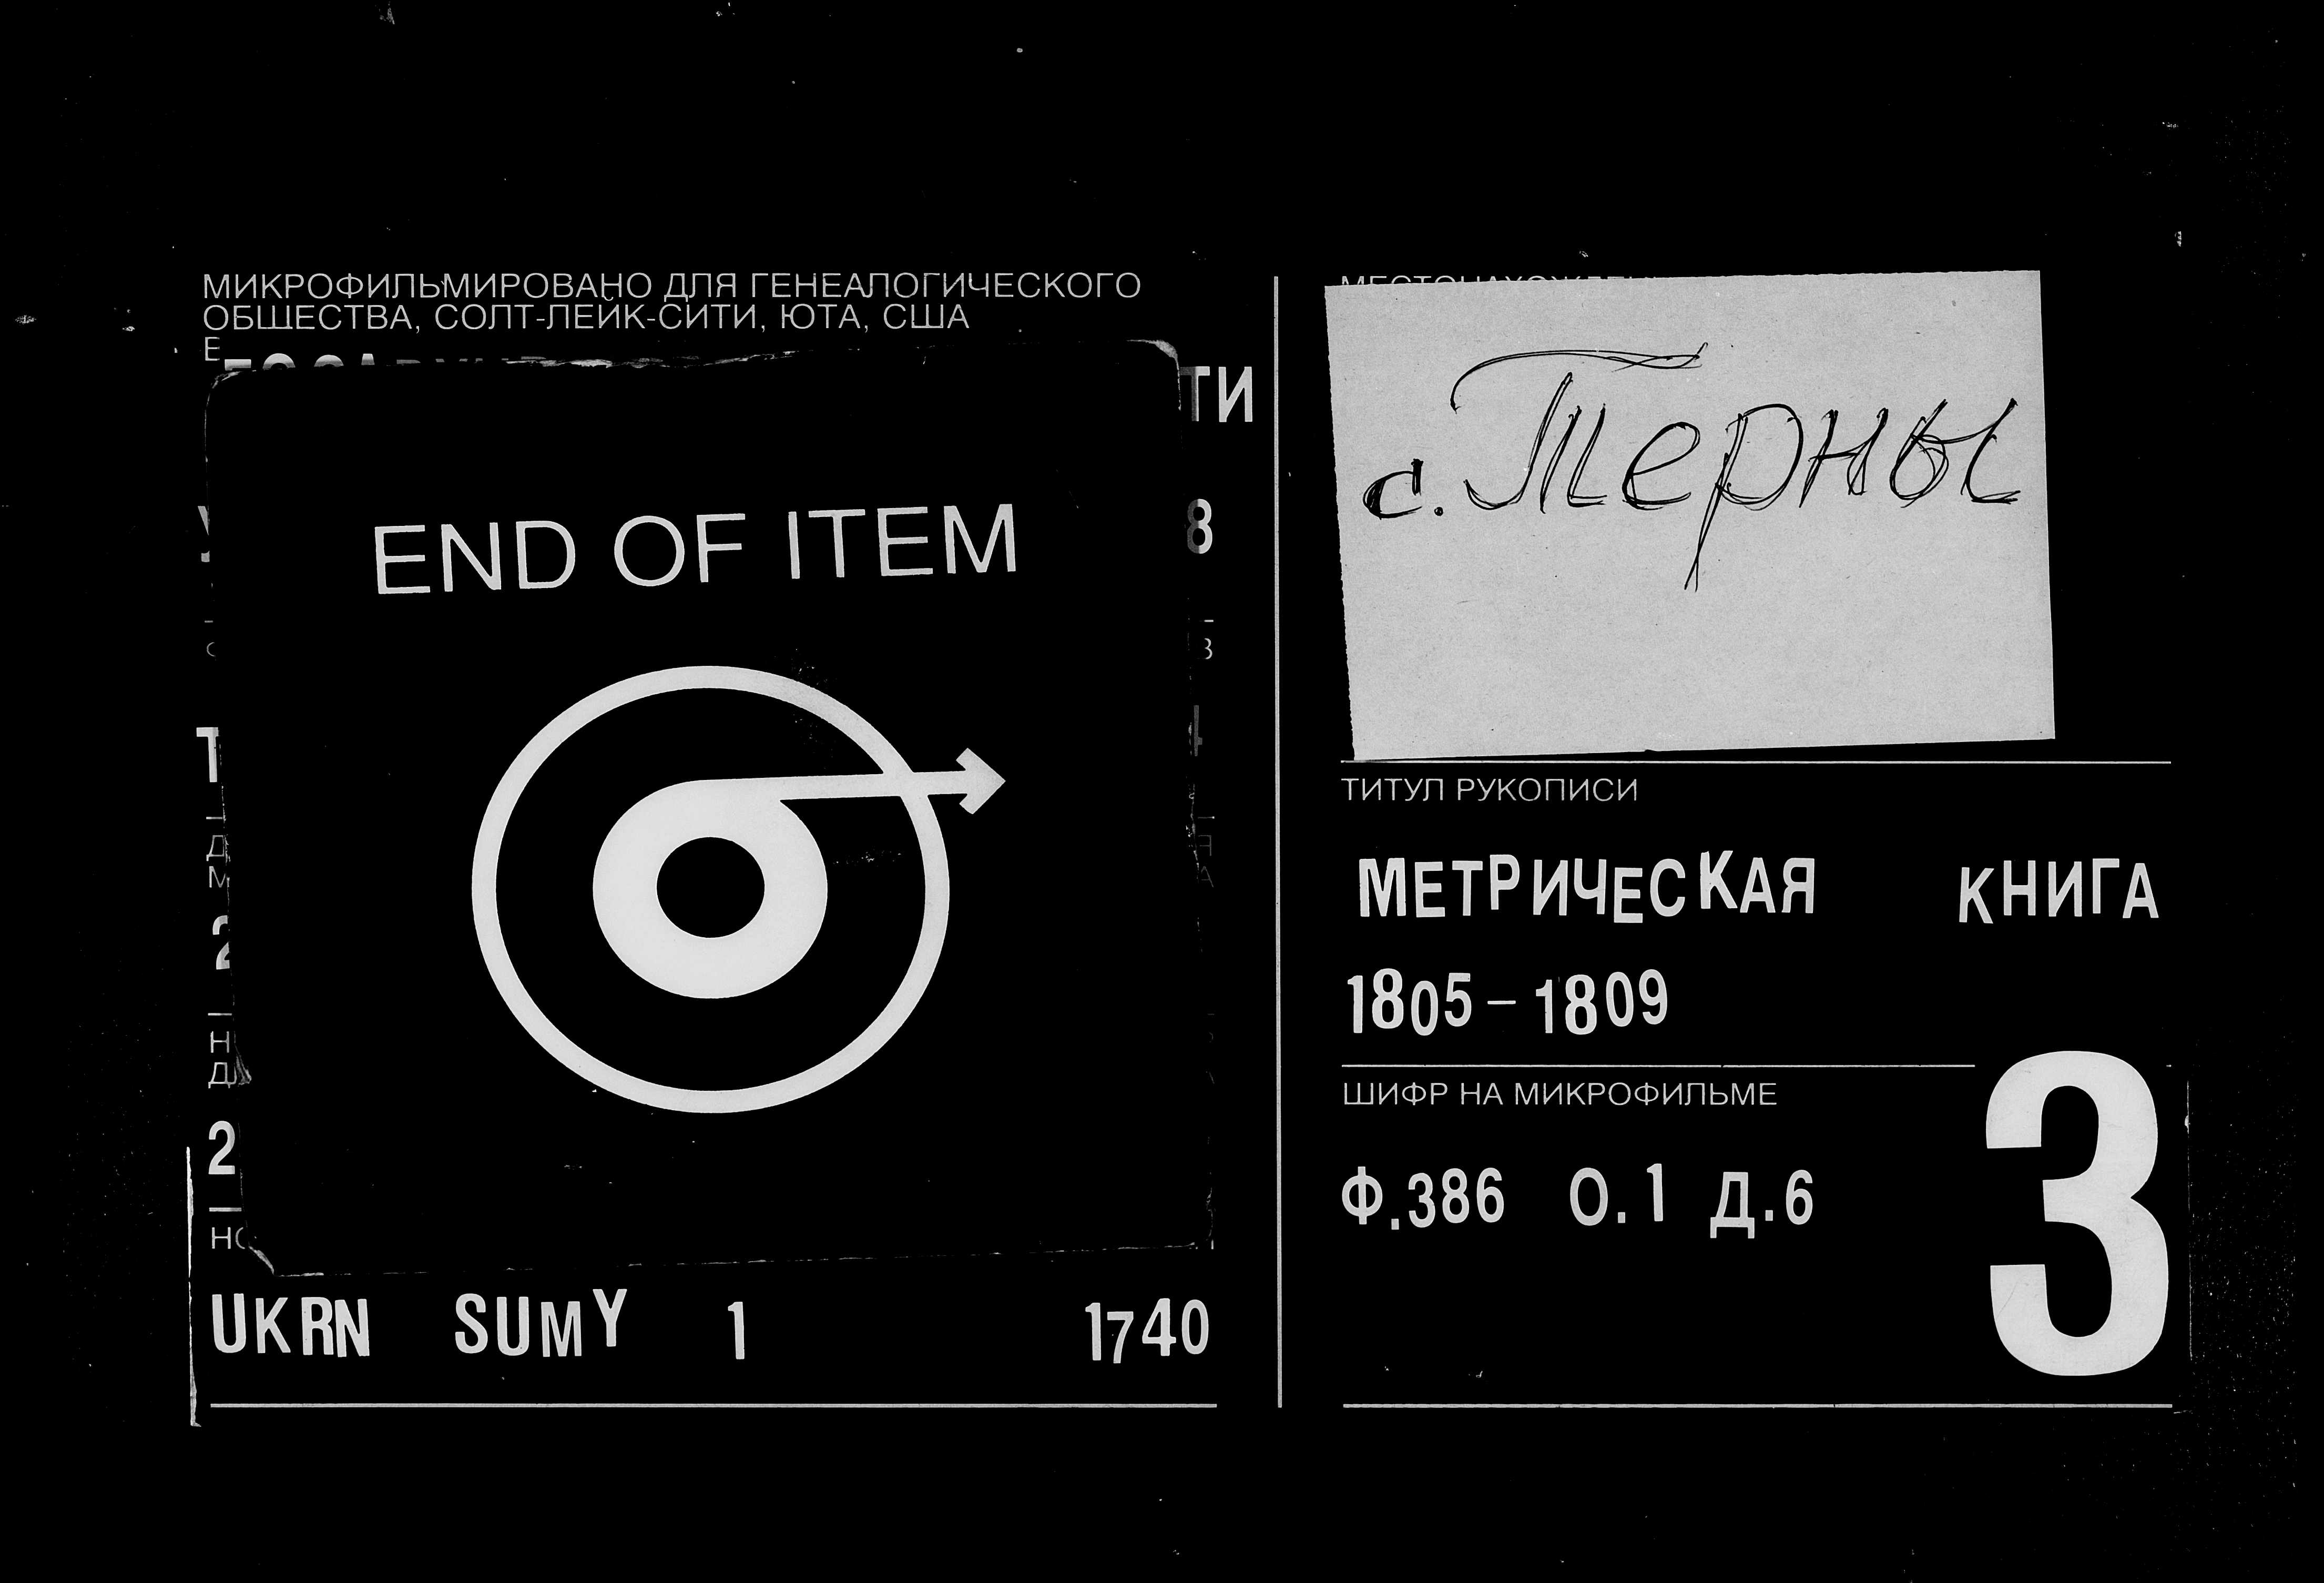 МИКРОФИЛЬМИРОВАНО ДЛЯ ГЕНЕАЛОГИЧЕСКОГО
ОБЩЕСТВА, СОЛТ-ЛЕЙК-СИТИ, ЮТА, США
END OF ITEM
UKRN SUMY 1 1740
с. Терны
ТИТУЛ РУКОПИСИ
МЕТРИЧЕСКАЯ КНИГА
1805-1809
ШИФР НА МИКРОФИЛЬМЕ
Ф.386 О.1 Д.6
3